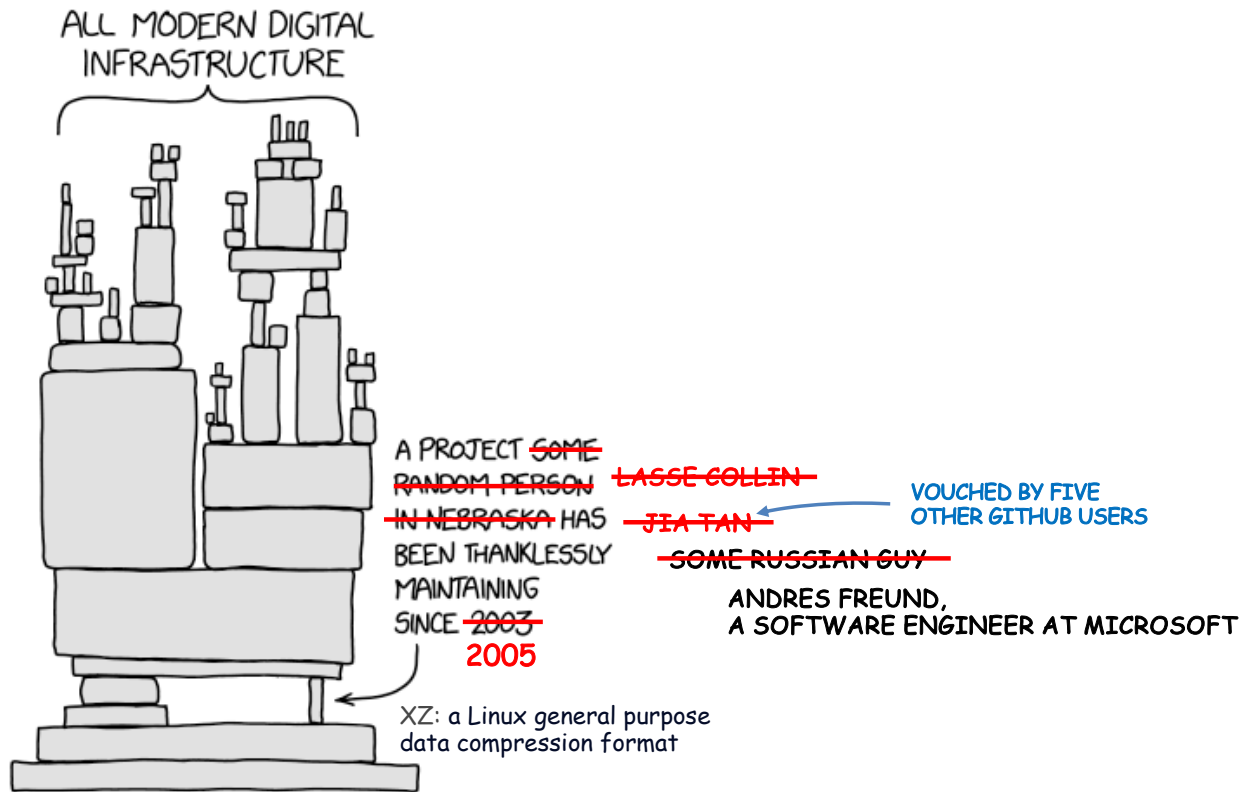 ALL MODERN DIGITAL
INFRASTRUCTURE
A PROJECT SOME
RANDOM PERSON
LASSE COLLIN
IN NEBRASKA HAS
JIA TAN
VOUCHED BY FIVE
OTHER GITHUB USERS
BEEN THANKLESSLY
SOME RUSSIAN GUY
MAINTAINING
ANDRES FREUND,
A SOFTWARE ENGINEER AT MICROSOFT
SINCE 2003
2005
XZ: a Linux general purpose
data compression format